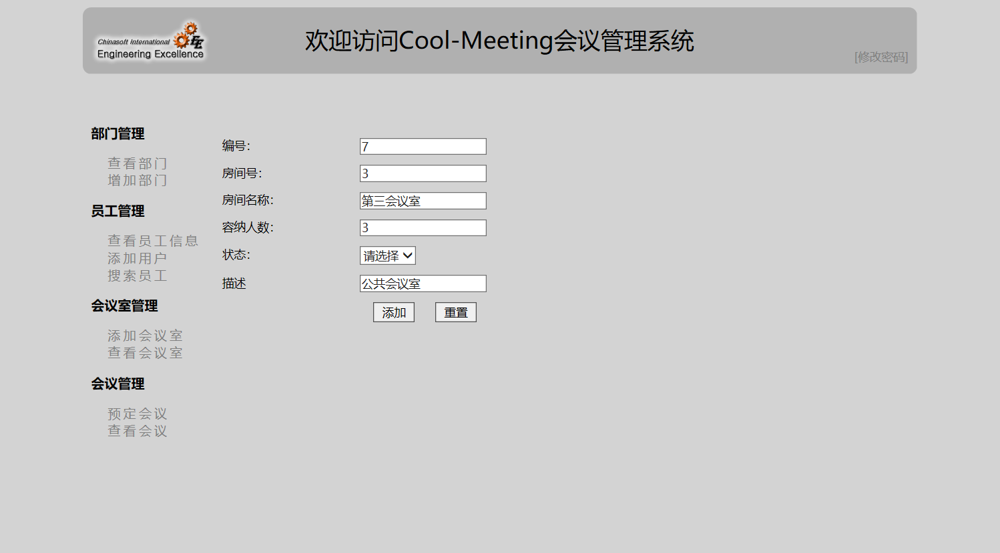 Chinasoft International
Engineering Excellence
欢迎访问Cool-Meeting会议管理系统
[修改密码]
部门管理
查看部门
增加部门
员工管理
查看员工信息
添加用户
搜索员工
会议室管理
添加会议室
查看会议室
会议管理
预定会议
查看会议
编号： 7
房间号： 3
房间名称： 第三会议室
容纳人数： 3
状态： 请选择
描述 公共会议室
添加 重置